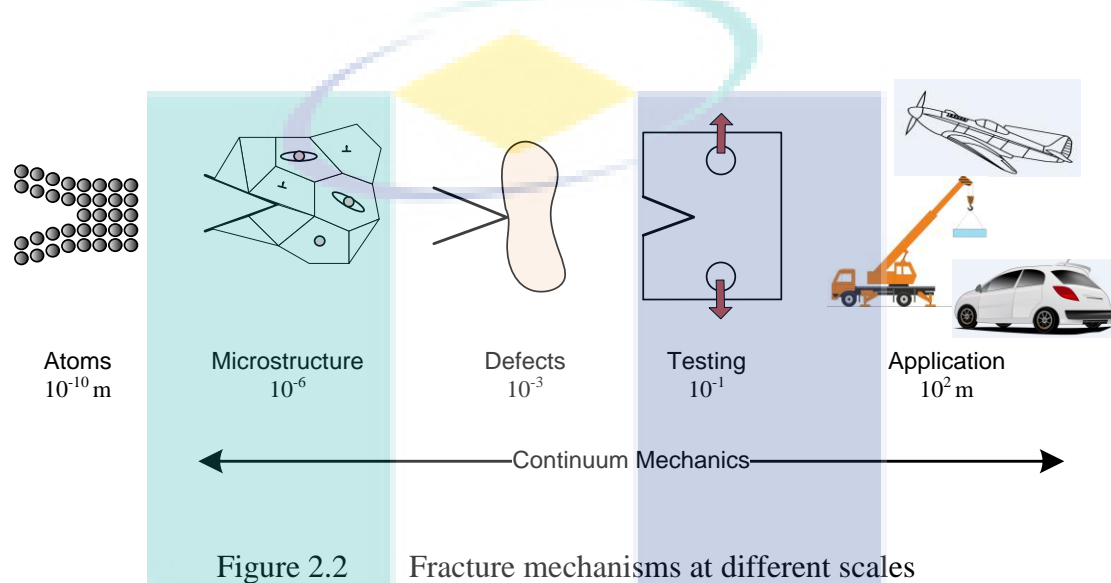 Atoms
10⁻¹⁰ m
Microstructure
10⁻⁶
Defects
10⁻³
Testing
10⁻¹
Application
10² m
Continuum Mechanics
Figure 2.2 Fracture mechanisms at different scales